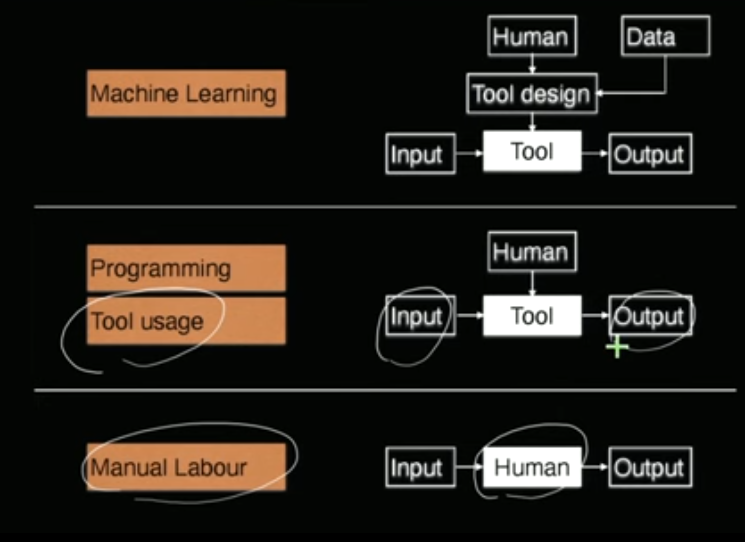 Human
Data
Machine Learning
Tool design
Input
Tool
Output
Human
Programming
Tool usage
Input
Tool
Output
Manual Labour
Input
Human
Output